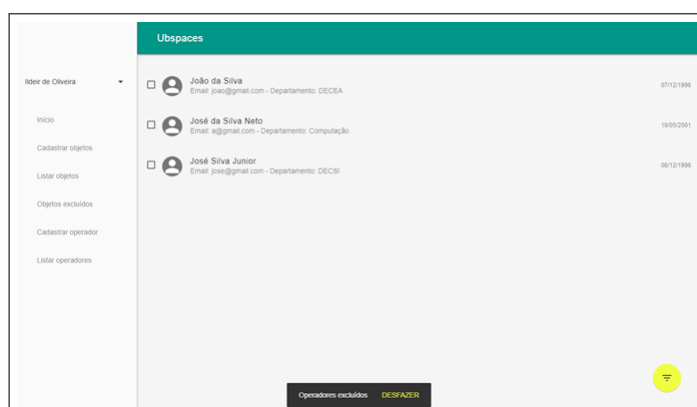 Ubspaces
Ildeir de Oliveira
Início
Cadastrar objetos
Listar objetos
Objetos excluídos
Cadastrar operador
Listar operadores
João da Silva
Email: joao@gmail.com - Departamento: DECEA
07/12/1996
José da Silva Neto
Email: a@gmail.com - Departamento: Computação
19/05/2001
José Silva Junior
Email: jose@gmail.com - Departamento: DECSI
06/12/1996
Operadores excluídos DESFAZER